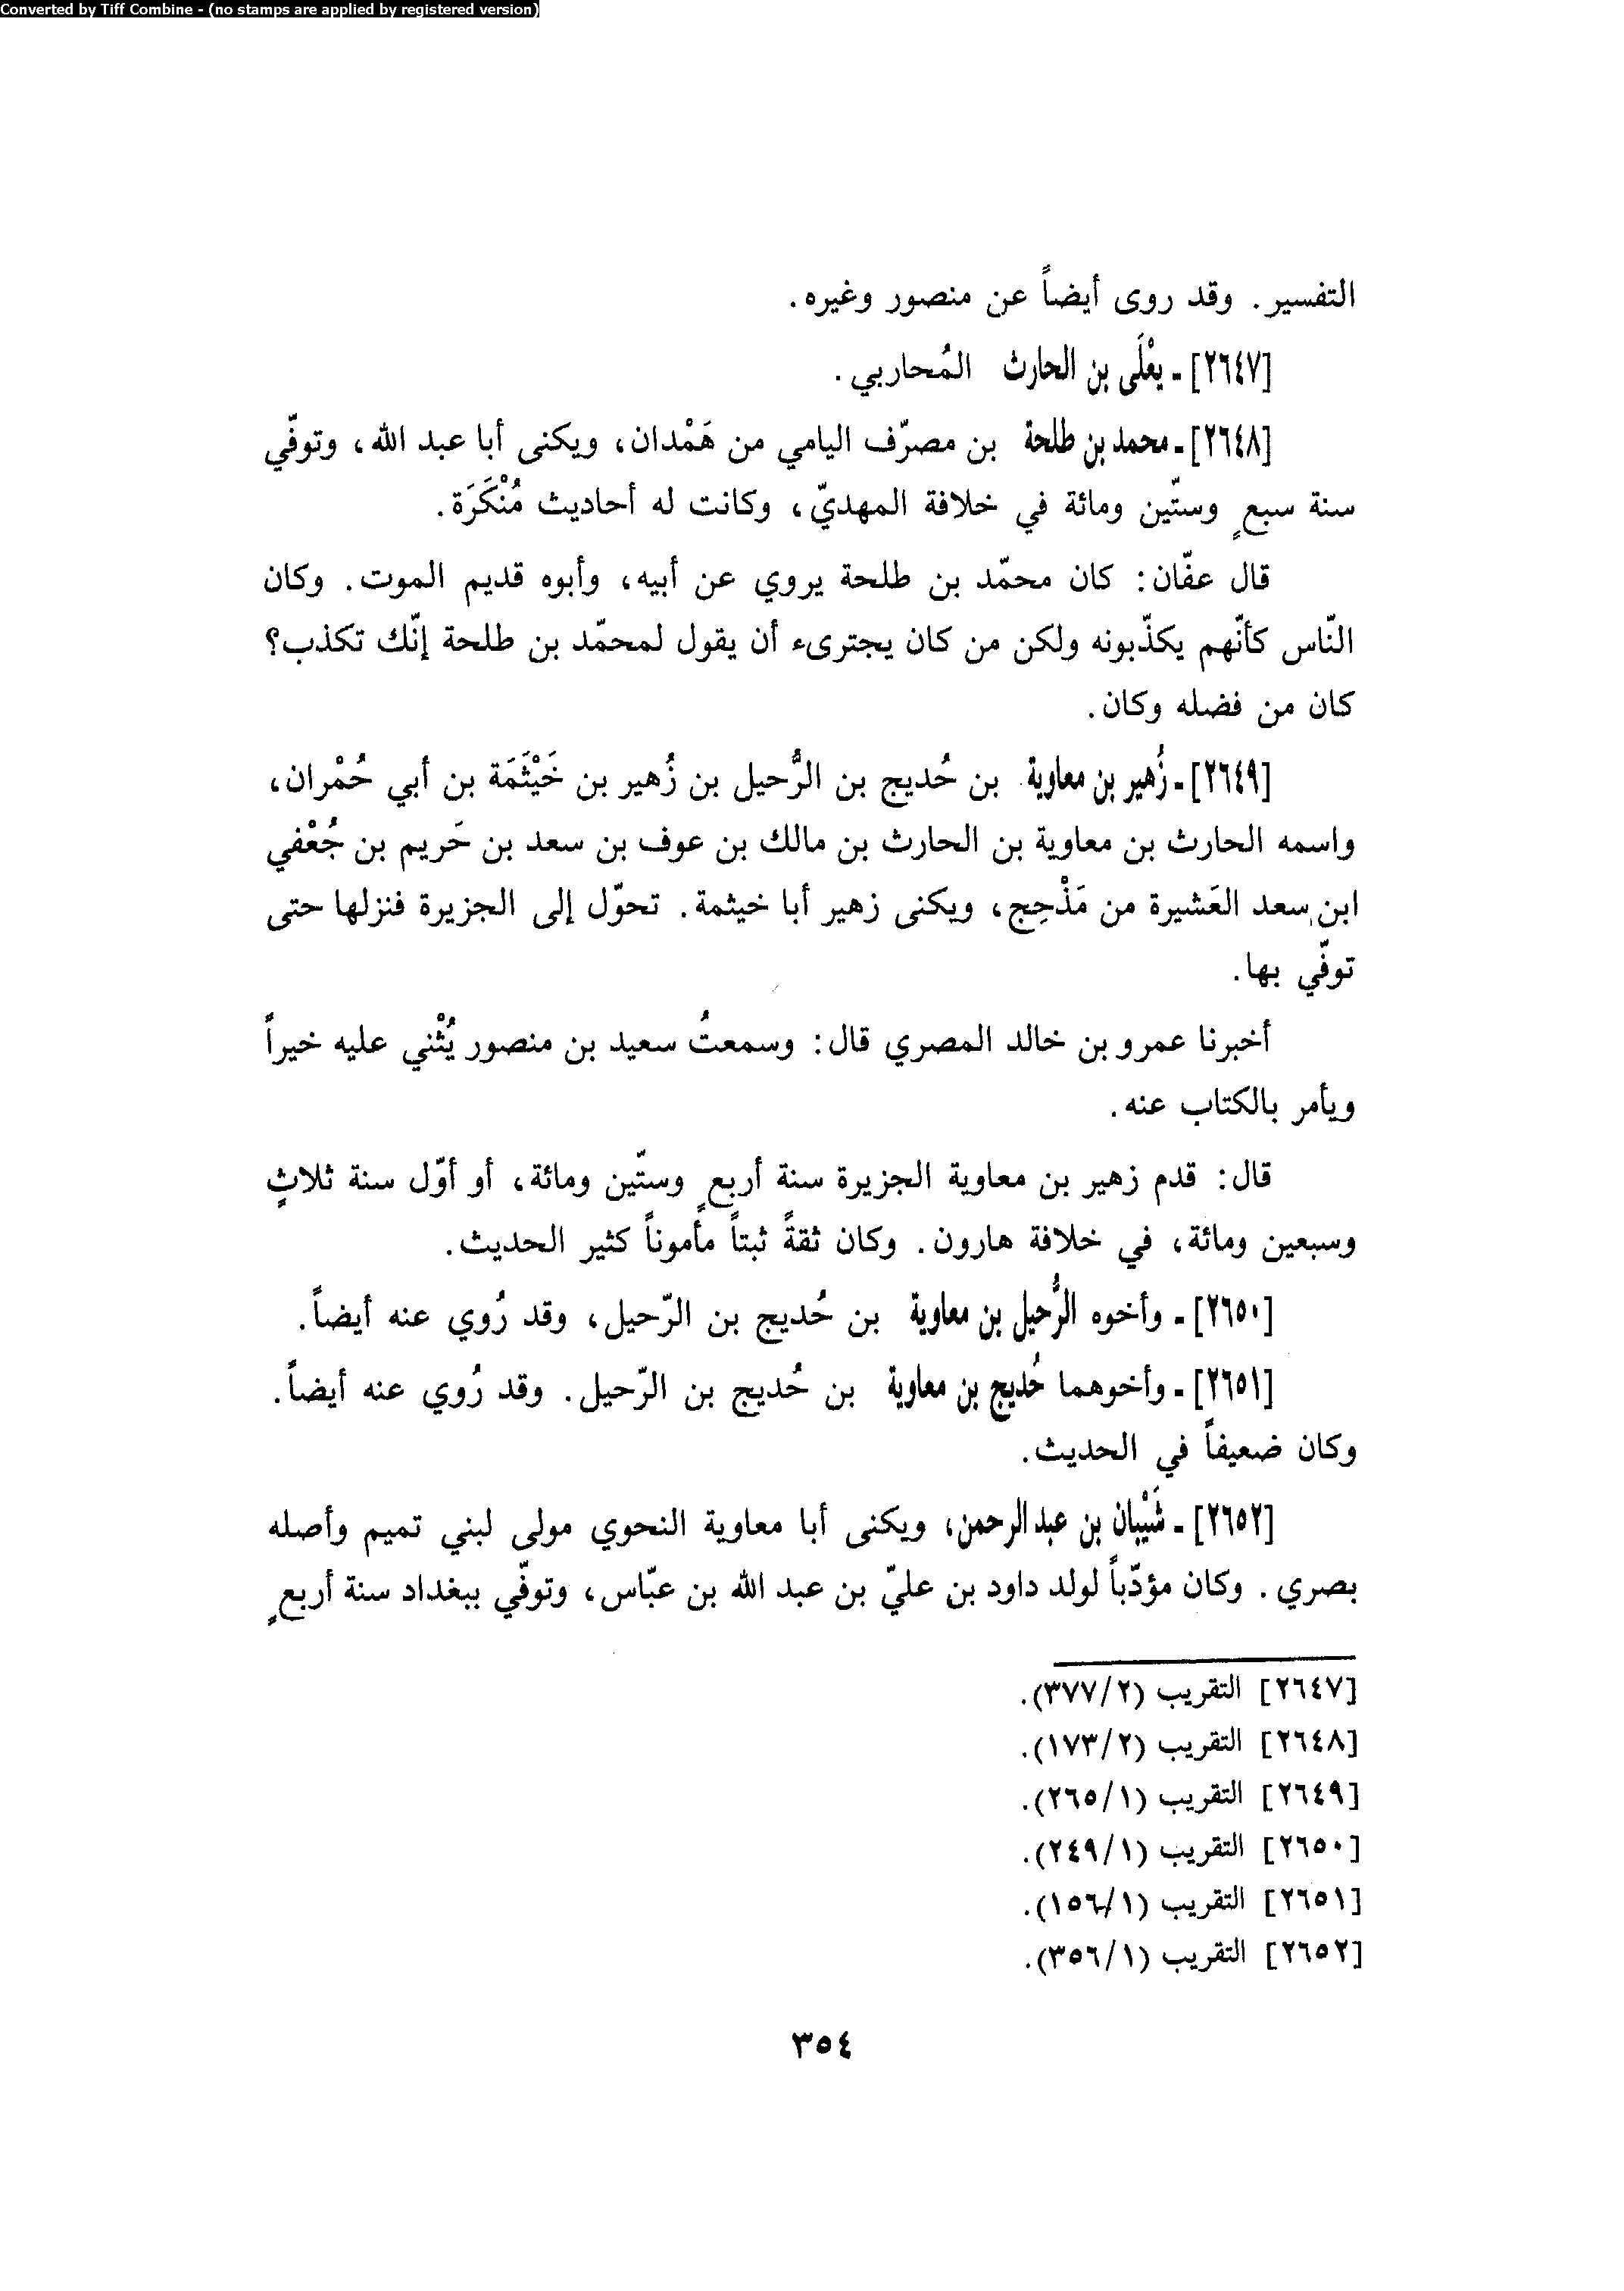 Converted by Tiff Combine - (no stamps are applied by registered version)
التفسير. وقد روى أيضاً عن منصور وغيره.
[٢٦٤٧] - يعْلَى بن الحارث المُحاربي.
[٢٦٤٨] - محمد بن طلحة بن مصرّف اليامي من هَمْدان، ويكنى أبا عبد الله، وتوفّي
سنة سبعٍ وستّين ومائة في خلافة المهديّ، وكانت له أحاديث مُنْكَرَة.
قال عفّان: كان محمّد بن طلحة يروي عن أبيه، وأبوه قديم الموت. وكان
النّاس كأنّهم يكذّبونه ولكن من كان يجترىء أن يقول لمحمّد بن طلحة إنّك تكذب؟
كان من فضله وكان.
[٢٦٤٩] - زُهير بن معاوية بن حُديج بن الرُّحيل بن زُهير بن خَيْثَمَة بن أبي حُمْران،
واسمه الحارث بن معاوية بن الحارث بن مالك بن عوف بن سعد بن حَريم بن جُعْفي
ابن سعد العَشيرة من مَذْحِج، ويكنى زهير أبا خيثمة. تحوّل إلى الجزيرة فنزلها حتى
توفّي بها.
أخبرنا عمرو بن خالد المصري قال: وسمعتُ سعيد بن منصور يُثْني عليه خيراً
ويأمر بالكتاب عنه.
قال: قدم زهير بن معاوية الجزيرة سنة أربعٍ وستّين ومائة، أو أوّل سنة ثلاثٍ
وسبعين ومائة، في خلافة هارون. وكان ثقةً ثبتاً مأموناً كثير الحديث.
[٢٦٥٠] - وأخوه الرُّحيل بن معاوية بن حُديج بن الرّحيل، وقد رُوي عنه أيضاً.
[٢٦٥١] - وأخوهما حُديج بن معاوية بن حُديج بن الرّحيل. وقد رُوي عنه أيضاً.
وكان ضعيفاً في الحديث.
[٢٦٥٢] - شَيْبان بن عبد الرحمن، ويكنى أبا معاوية النحوي مولى لبني تميم وأصله
بصري. وكان مؤدّباً لولد داود بن عليّ بن عبد الله بن عبّاس، وتوفّي ببغداد سنة أربعٍ
[٢٦٤٧] التقريب (٣٧٧/٢).
[٢٦٤٨] التقريب (١٧٣/٢).
[٢٦٤٩] التقريب (٢٦٥/١).
[٢٦٥٠] التقريب (٢٤٩/١).
[٢٦٥١] التقريب (١٥٦/١).
[٢٦٥٢] التقريب (٣٥٦/١).
٣٥٤